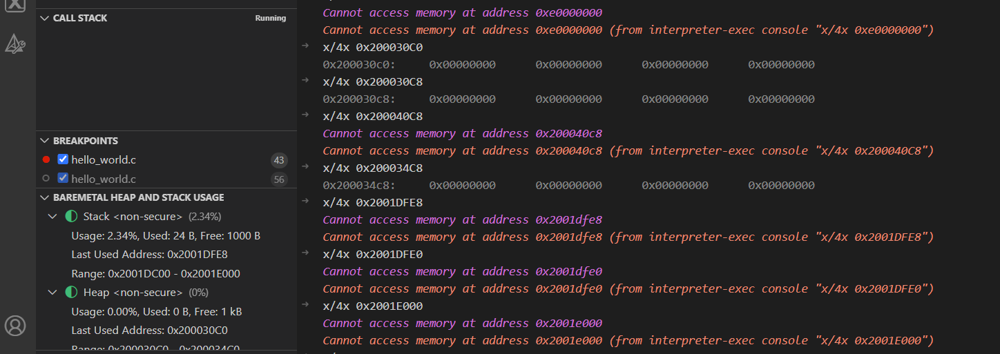 CALL STACK
Running
BREAKPOINTS
hello_world.c 43
hello_world.c 56
BAREMETAL HEAP AND STACK USAGE
Stack <non-secure> (2.34%)
Usage: 2.34%, Used: 24 B, Free: 1000 B
Last Used Address: 0x2001DFE8
Range: 0x2001DC00 - 0x2001E000
Heap <non-secure> (0%)
Usage: 0.00%, Used: 0 B, Free: 1 kB
Last Used Address: 0x200030C0
Range: 0x200030C0 - 0x200034C0
Cannot access memory at address 0xe0000000
Cannot access memory at address 0xe0000000 (from interpreter-exec console "x/4x 0xe0000000")
x/4x 0x200030C0
0x200030c0: 0x00000000 0x00000000 0x00000000 0x00000000
x/4x 0x200030C8
0x200030c8: 0x00000000 0x00000000 0x00000000 0x00000000
x/4x 0x200040C8
Cannot access memory at address 0x200040c8
Cannot access memory at address 0x200040c8 (from interpreter-exec console "x/4x 0x200040C8")
x/4x 0x200034C8
0x200034c8: 0x00000000 0x00000000 0x00000000 0x00000000
x/4x 0x2001DFE8
Cannot access memory at address 0x2001dfe8
Cannot access memory at address 0x2001dfe8 (from interpreter-exec console "x/4x 0x2001DFE8")
x/4x 0x2001DFE0
Cannot access memory at address 0x2001dfe0
Cannot access memory at address 0x2001dfe0 (from interpreter-exec console "x/4x 0x2001DFE0")
x/4x 0x2001E000
Cannot access memory at address 0x2001e000
Cannot access memory at address 0x2001e000 (from interpreter-exec console "x/4x 0x2001E000")